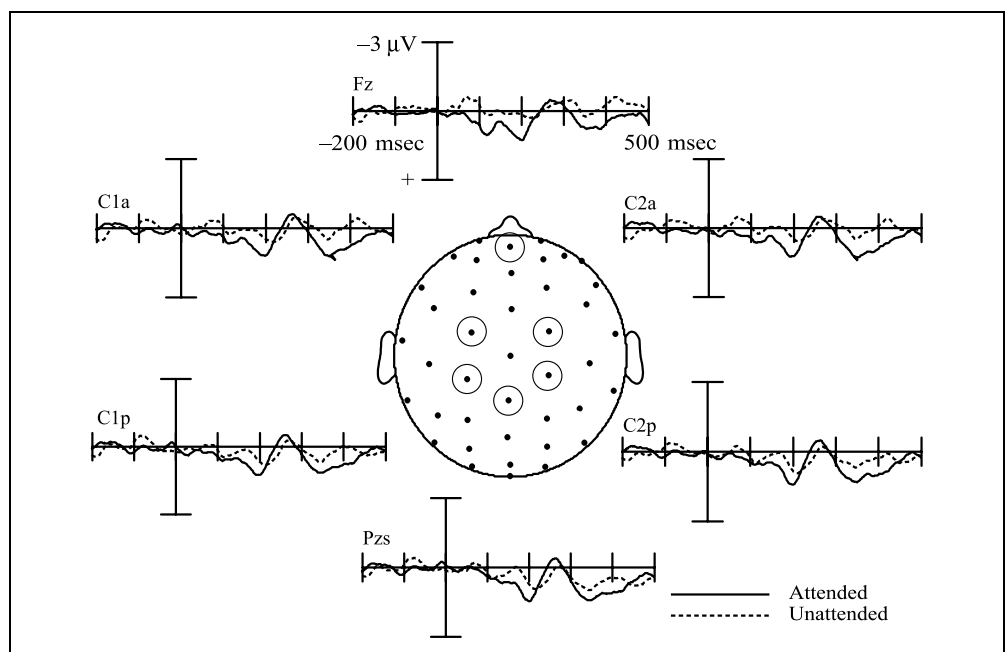 –3 μV
Fz
–200 msec
500 msec
+
C1a
C2a
C1p
C2p
Pzs
Attended
Unattended